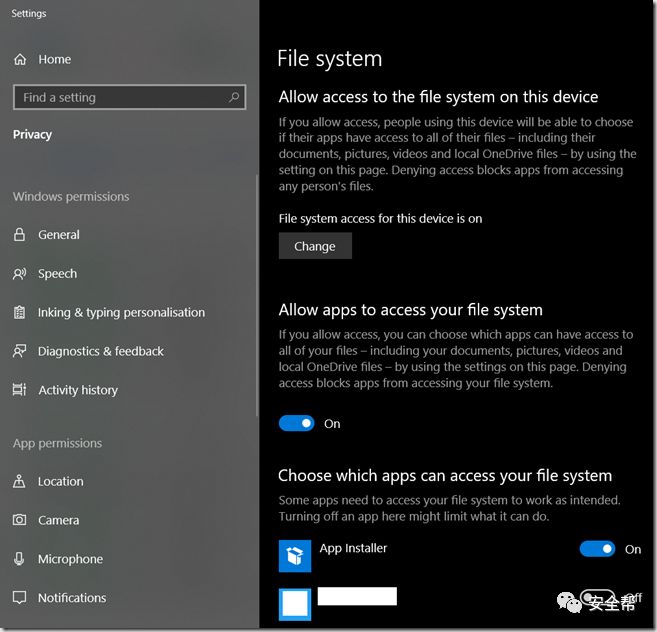 Settings
Home
Find a setting
Privacy
Windows permissions
General
Speech
Inking & typing personalisation
Diagnostics & feedback
Activity history
App permissions
Location
Camera
Microphone
Notifications
File system
Allow access to the file system on this device
If you allow access, people using this device will be able to choose
if their apps have access to all of their files – including their
documents, pictures, videos and local OneDrive files – by using the
setting on this page. Denying access blocks apps from accessing
any person's files.
File system access for this device is on
Change
Allow apps to access your file system
If you allow access, you can choose which apps can have access to
all of your files – including your documents, pictures, videos and
local OneDrive files – by using the settings on this page. Denying
access blocks apps from accessing your file system.
On
Choose which apps can access your file system
Some apps need to access your file system to work as intended.
Turning off an app here might limit what it can do.
App Installer
On
Off
安全帮